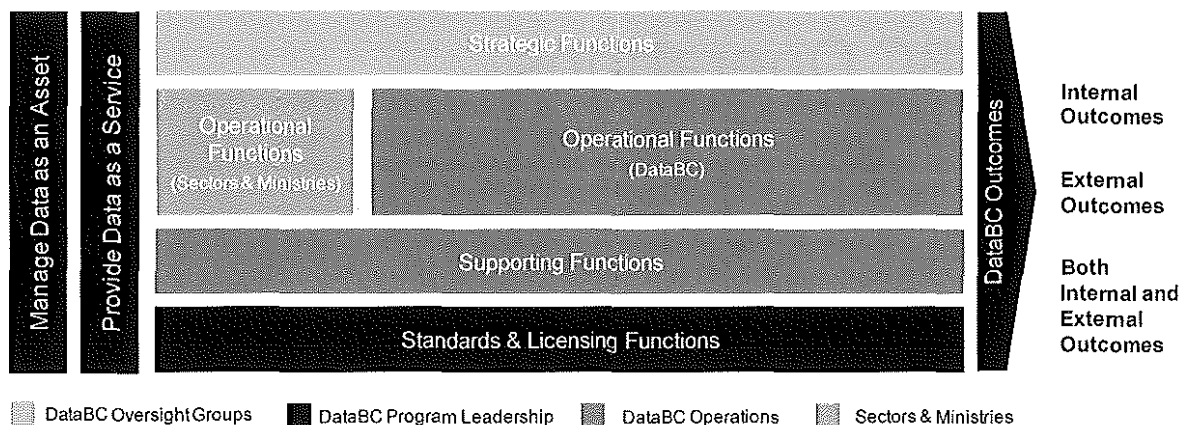 Manage Data as an Asset
Provide Data as a Service
Strategic Functions
Operational
Functions
(Sectors & Ministries)
Operational Functions
(DataBC)
Supporting Functions
Standards & Licensing Functions
DataBC Outcomes
Internal
Outcomes
External
Outcomes
Both
Internal and
External
Outcomes
DataBC Oversight Groups
DataBC Program Leadership
DataBC Operations
Sectors & Ministries